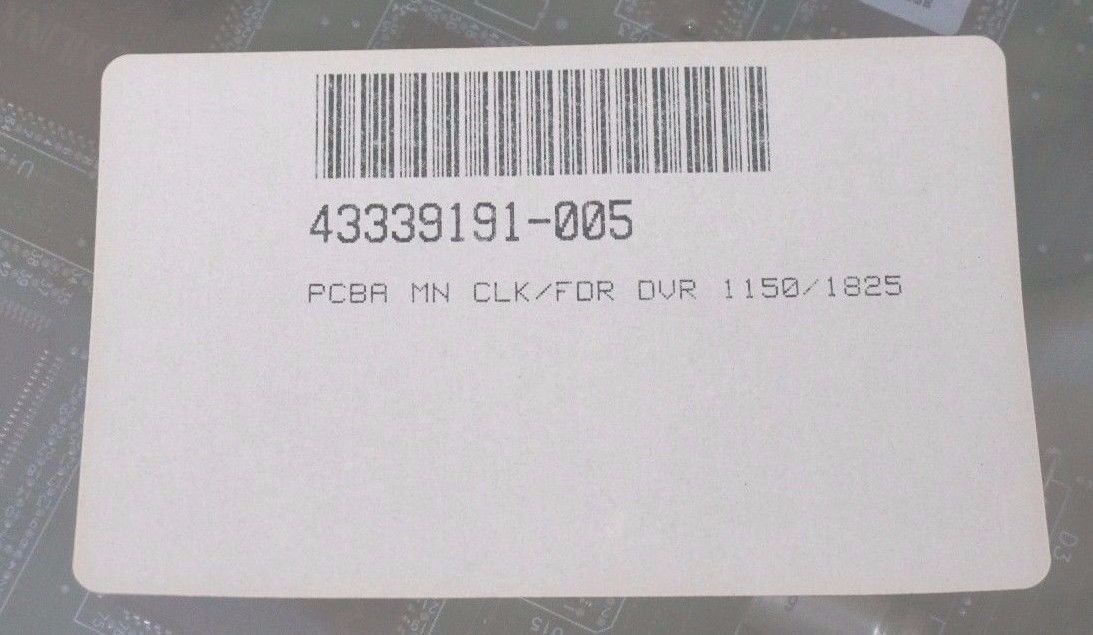 43339191-005
PCBA MN CLK/FDR DVR 1150/1825